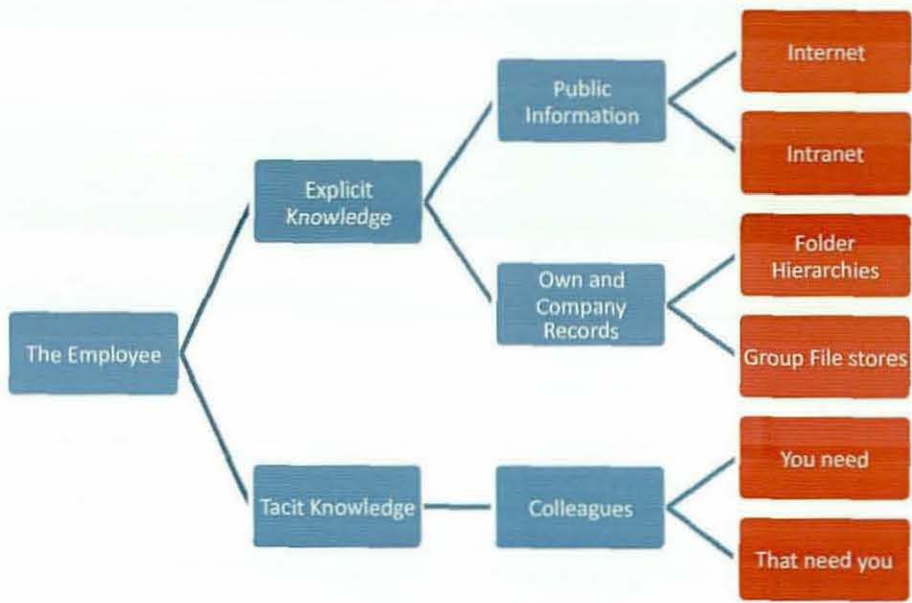 The Employee
Explicit
Knowledge
Tacit Knowledge
Public
Information
Own and
Company
Records
Colleagues
Internet
Intranet
Folder
Hierarchies
Group File stores
You need
That need you